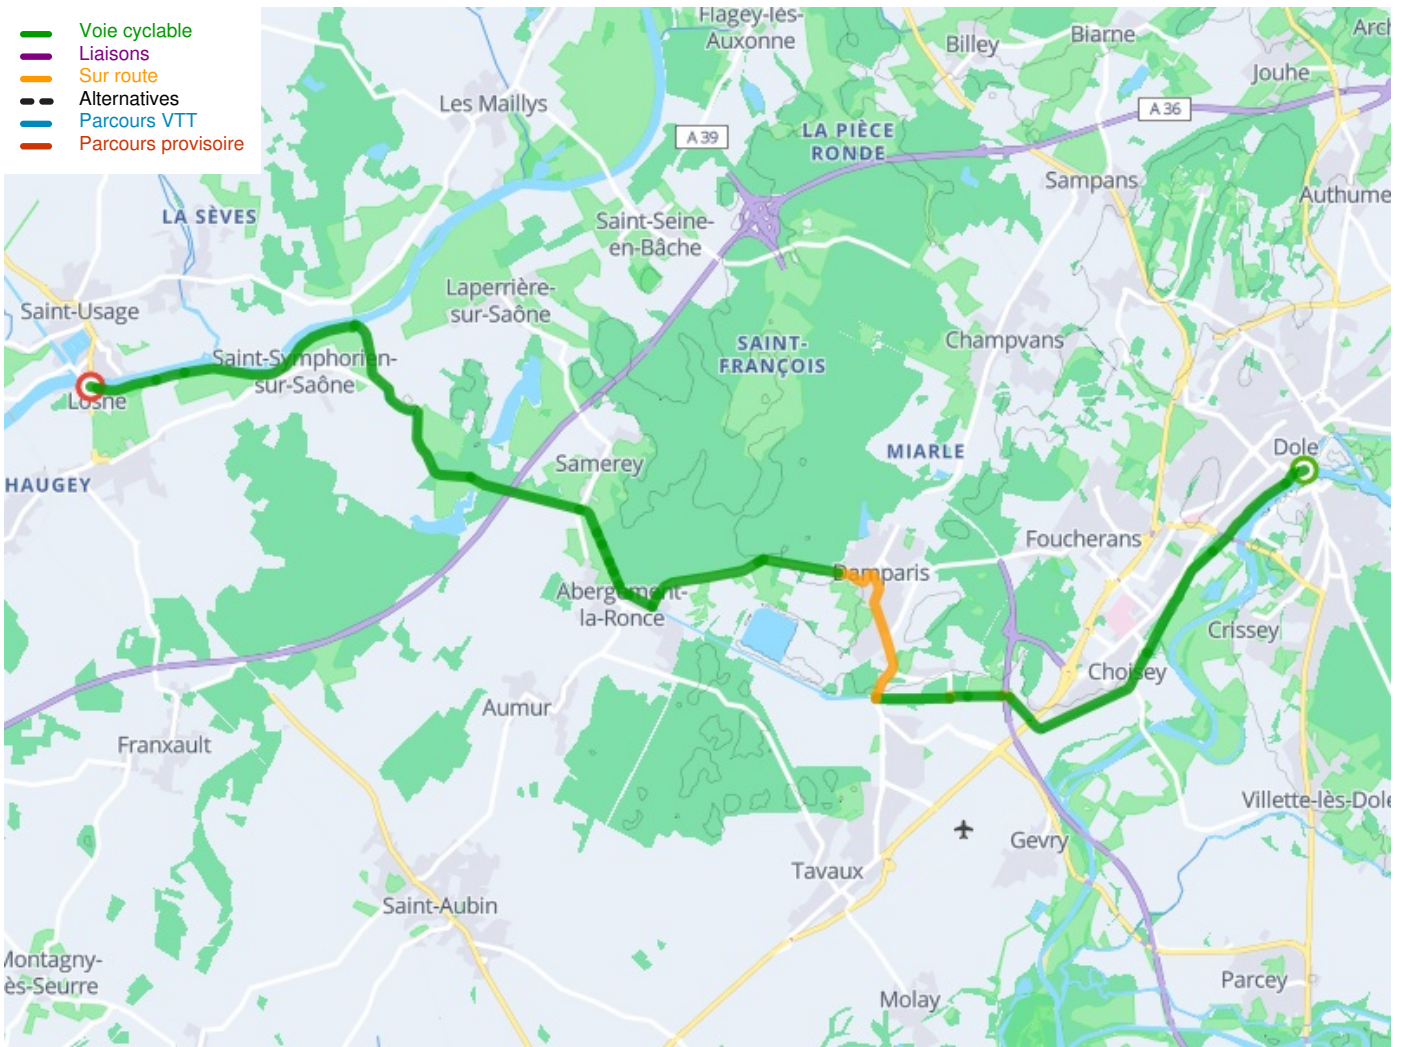 Voie cyclable
Liaisons
Sur route
Alternatives
Parcours VTT
Parcours provisoire
Flagey-lès-
Auxonne
Billey
Biarne
Arch
Jouhe
Les Maillys
A 36
A 39
LA PIÈCE
RONDE
Sampans
Authume
LA SÈVES
Saint-Seine-
en-Bâche
Laperrière-
sur-Saône
Saint-Usage
SAINT-
FRANÇOIS
Champvans
Saint-Symphorien-
sur-Saône
Losne
Dole
MIARLE
Samerey
HAUGEY
Foucherans
Damparis
Abergement-
la-Ronce
Crissey
Choisey
Aumur
Franxault
Villette-lès-Dole
Gevry
Tavaux
Saint-Aubin
Montagny-
ès-Seurre
Parcey
Molay